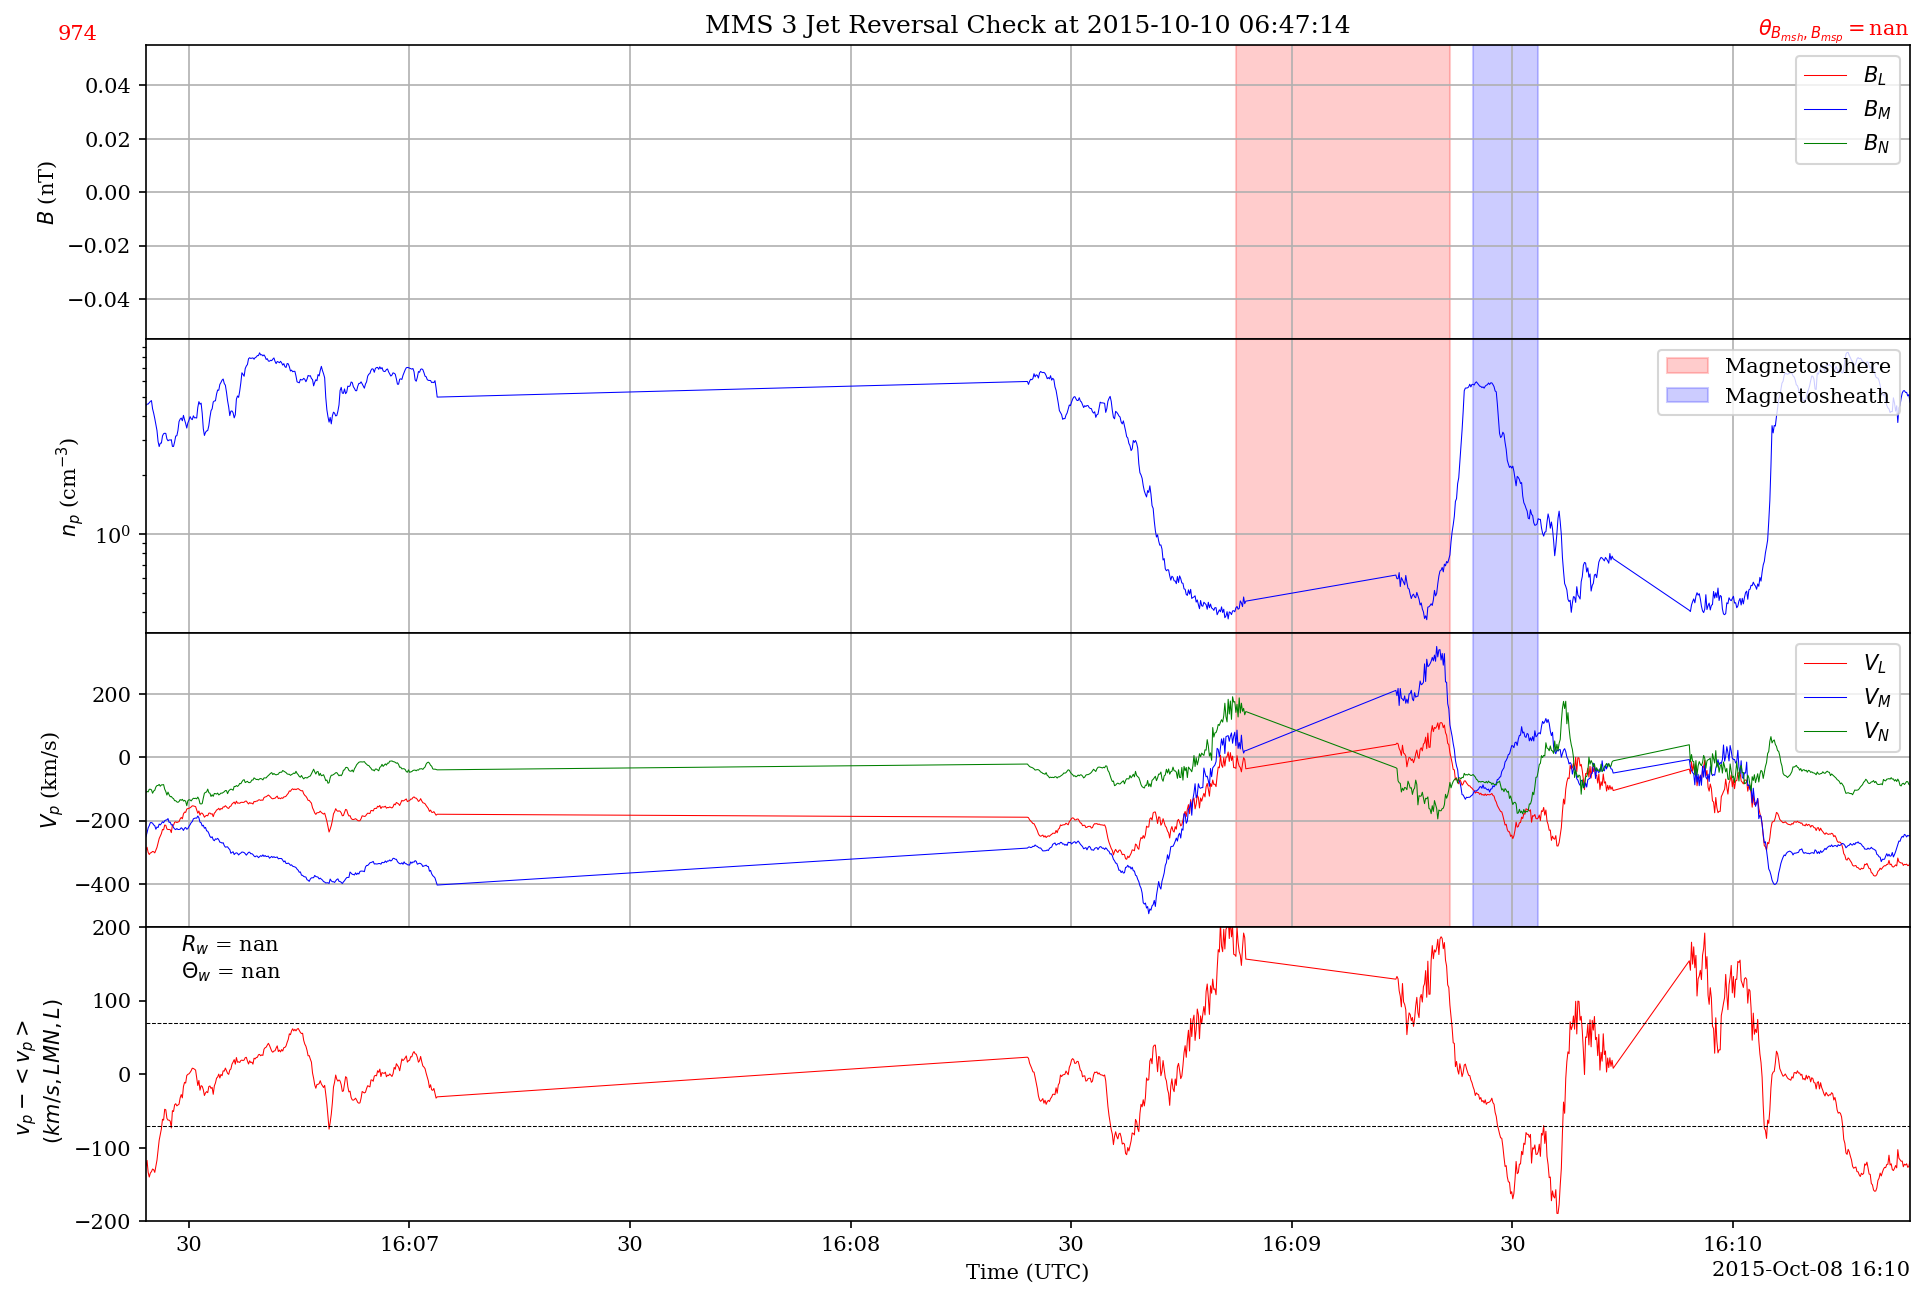 974
MMS 3 Jet Reversal Check at 2015-10-10 06:47:14
θ_{B_{msh}, B_{msp}} = nan
0.04
0.02
0.00
−0.02
−0.04
B (nT)
B_L
B_M
B_N
10^0
n_p (cm^{−3})
Magnetosphere
Magnetosheath
200
0
−200
−400
V_p (km/s)
V_L
V_M
V_N
200
100
0
−100
−200
v_p − < v_p >
(km/s, LMN, L)
R_w = nan
Θ_w = nan
30
16:07
30
16:08
30
16:09
30
16:10
Time (UTC)
2015-Oct-08 16:10